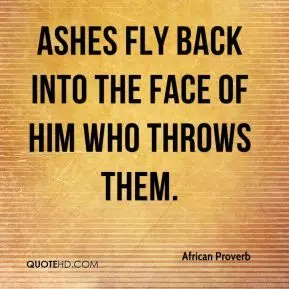 ASHES FLY BACK
INTO THE FACE OF
HIM WHO THROWS
THEM.
African Proverb
QUOTEHD.COM